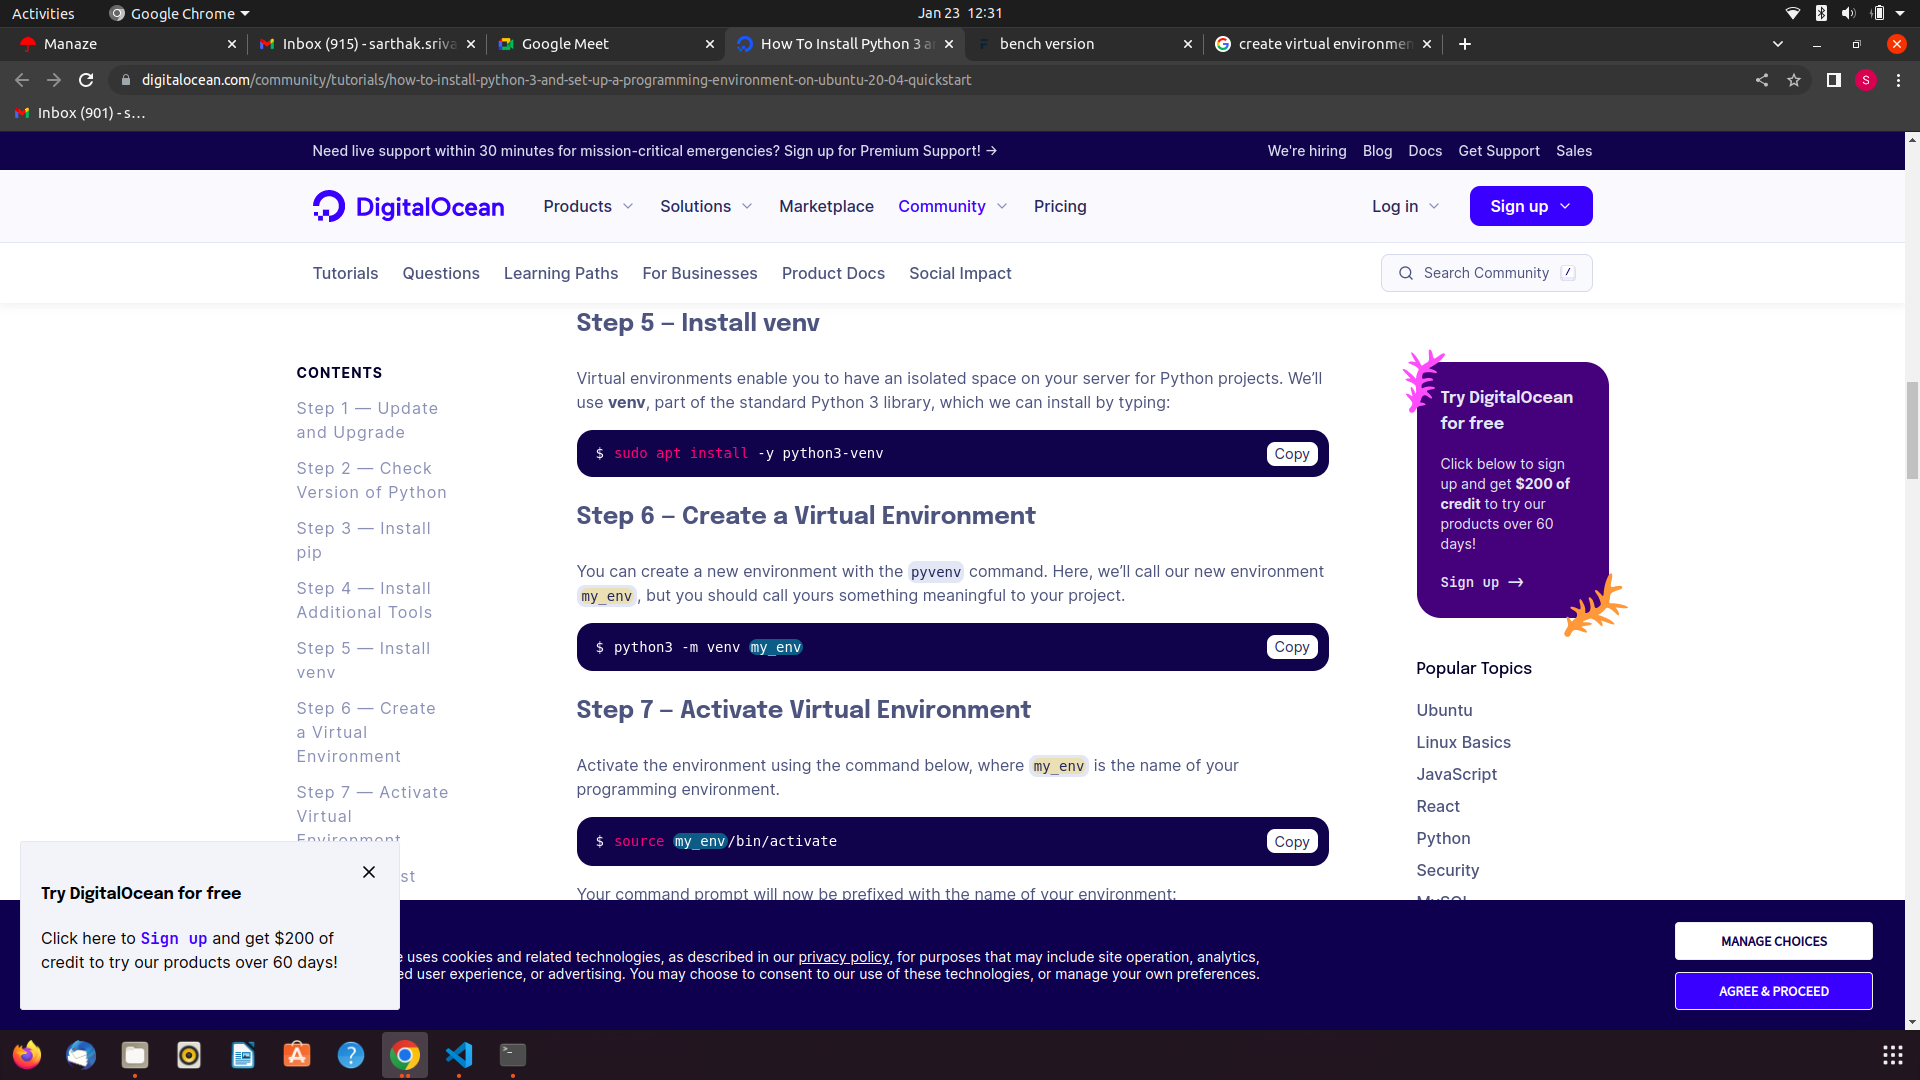 Activities
Google Chrome
Jan 23 12:31
Manaze
Inbox (915) - sarthak.sriva
Google Meet
How To Install Python 3 a
bench version
create virtual environmen
digitalocean.com/community/tutorials/how-to-install-python-3-and-set-up-a-programming-environment-on-ubuntu-20-04-quickstart
S
Inbox (901) - s...
Need live support within 30 minutes for mission-critical emergencies? Sign up for Premium Support! →
We're hiring
Blog
Docs
Get Support
Sales
DigitalOcean
Products
Solutions
Marketplace
Community
Pricing
Log in
Sign up
Tutorials
Questions
Learning Paths
For Businesses
Product Docs
Social Impact
Search Community /
CONTENTS
Step 1 — Update
and Upgrade
Step 2 — Check
Version of Python
Step 3 — Install
pip
Step 4 — Install
Additional Tools
Step 5 — Install
venv
Step 6 — Create
a Virtual
Environment
Step 7 — Activate
Virtual
Environment
st
Step 5 — Install venv
Virtual environments enable you to have an isolated space on your server for Python projects. We'll
use venv, part of the standard Python 3 library, which we can install by typing:
$ sudo apt install -y python3-venv
Copy
Step 6 — Create a Virtual Environment
You can create a new environment with the pyvenv command. Here, we'll call our new environment
my_env, but you should call yours something meaningful to your project.
$ python3 -m venv my_env
Copy
Step 7 — Activate Virtual Environment
Activate the environment using the command below, where my_env is the name of your
programming environment.
$ source my_env/bin/activate
Copy
Your command prompt will now be prefixed with the name of your environment:
Try DigitalOcean
for free
Click below to sign
up and get $200 of
credit to try our
products over 60
days!
Sign up →
Popular Topics
Ubuntu
Linux Basics
JavaScript
React
Python
Security
MySQL
Try DigitalOcean for free
Click here to Sign up and get $200 of
credit to try our products over 60 days!
e uses cookies and related technologies, as described in our privacy policy, for purposes that may include site operation, analytics,
ed user experience, or advertising. You may choose to consent to our use of these technologies, or manage your own preferences.
MANAGE CHOICES
AGREE & PROCEED